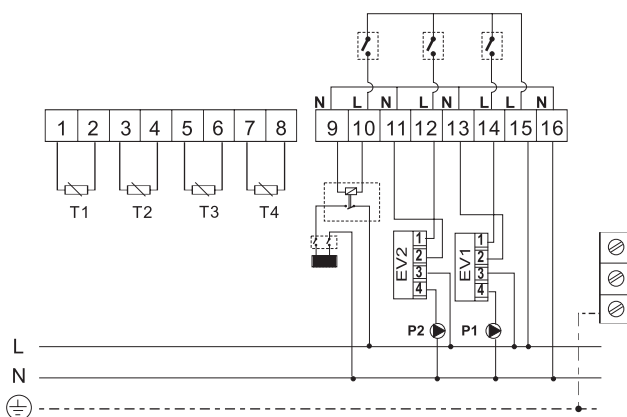 N L N L N L L N
1 2 3 4 5 6 7 8 9 10 11 12 13 14 15 16
T1 T2 T3 T4
EV2 1 2 3 4
EV1 1 2 3 4
P2 P1
L
N